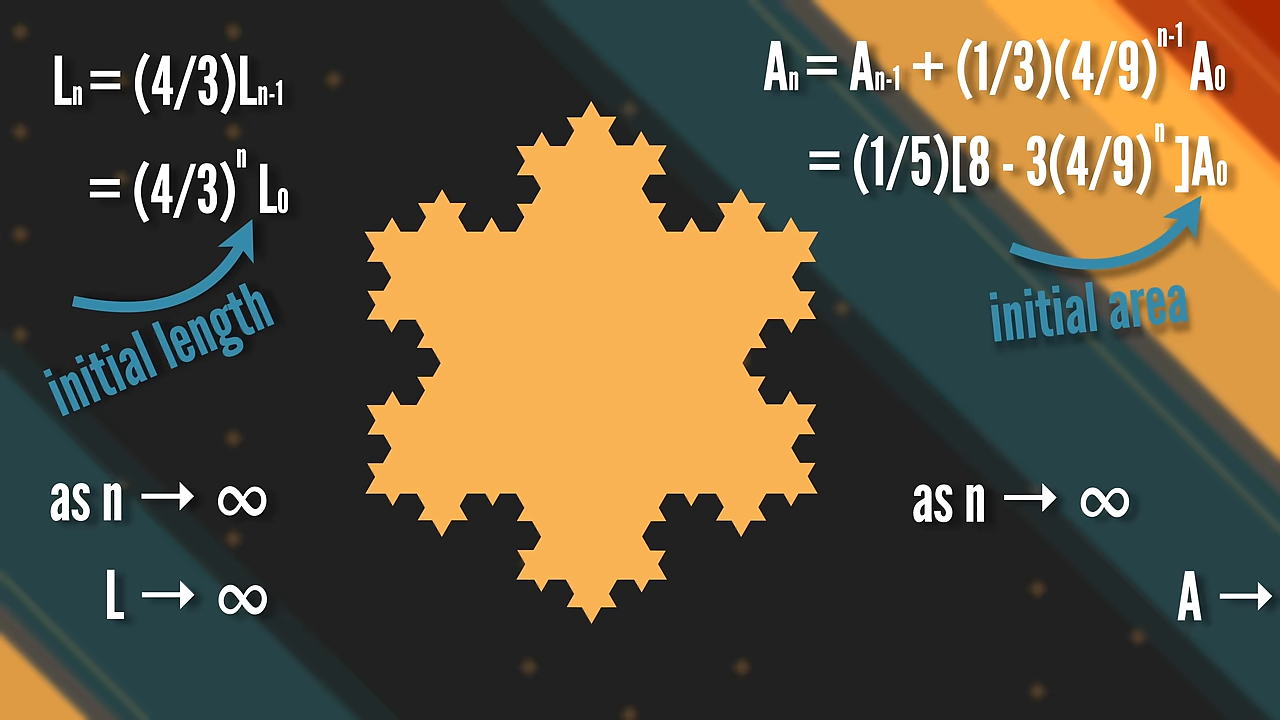 Lₙ = (4/3)Lₙ₋₁
= (4/3)ⁿ L₀
initial length
as n → ∞
L → ∞
Aₙ = Aₙ₋₁ + (1/3)(4/9)ⁿ⁻¹ A₀
= (1/5)[8 - 3(4/9)ⁿ ]A₀
initial area
as n → ∞
A →